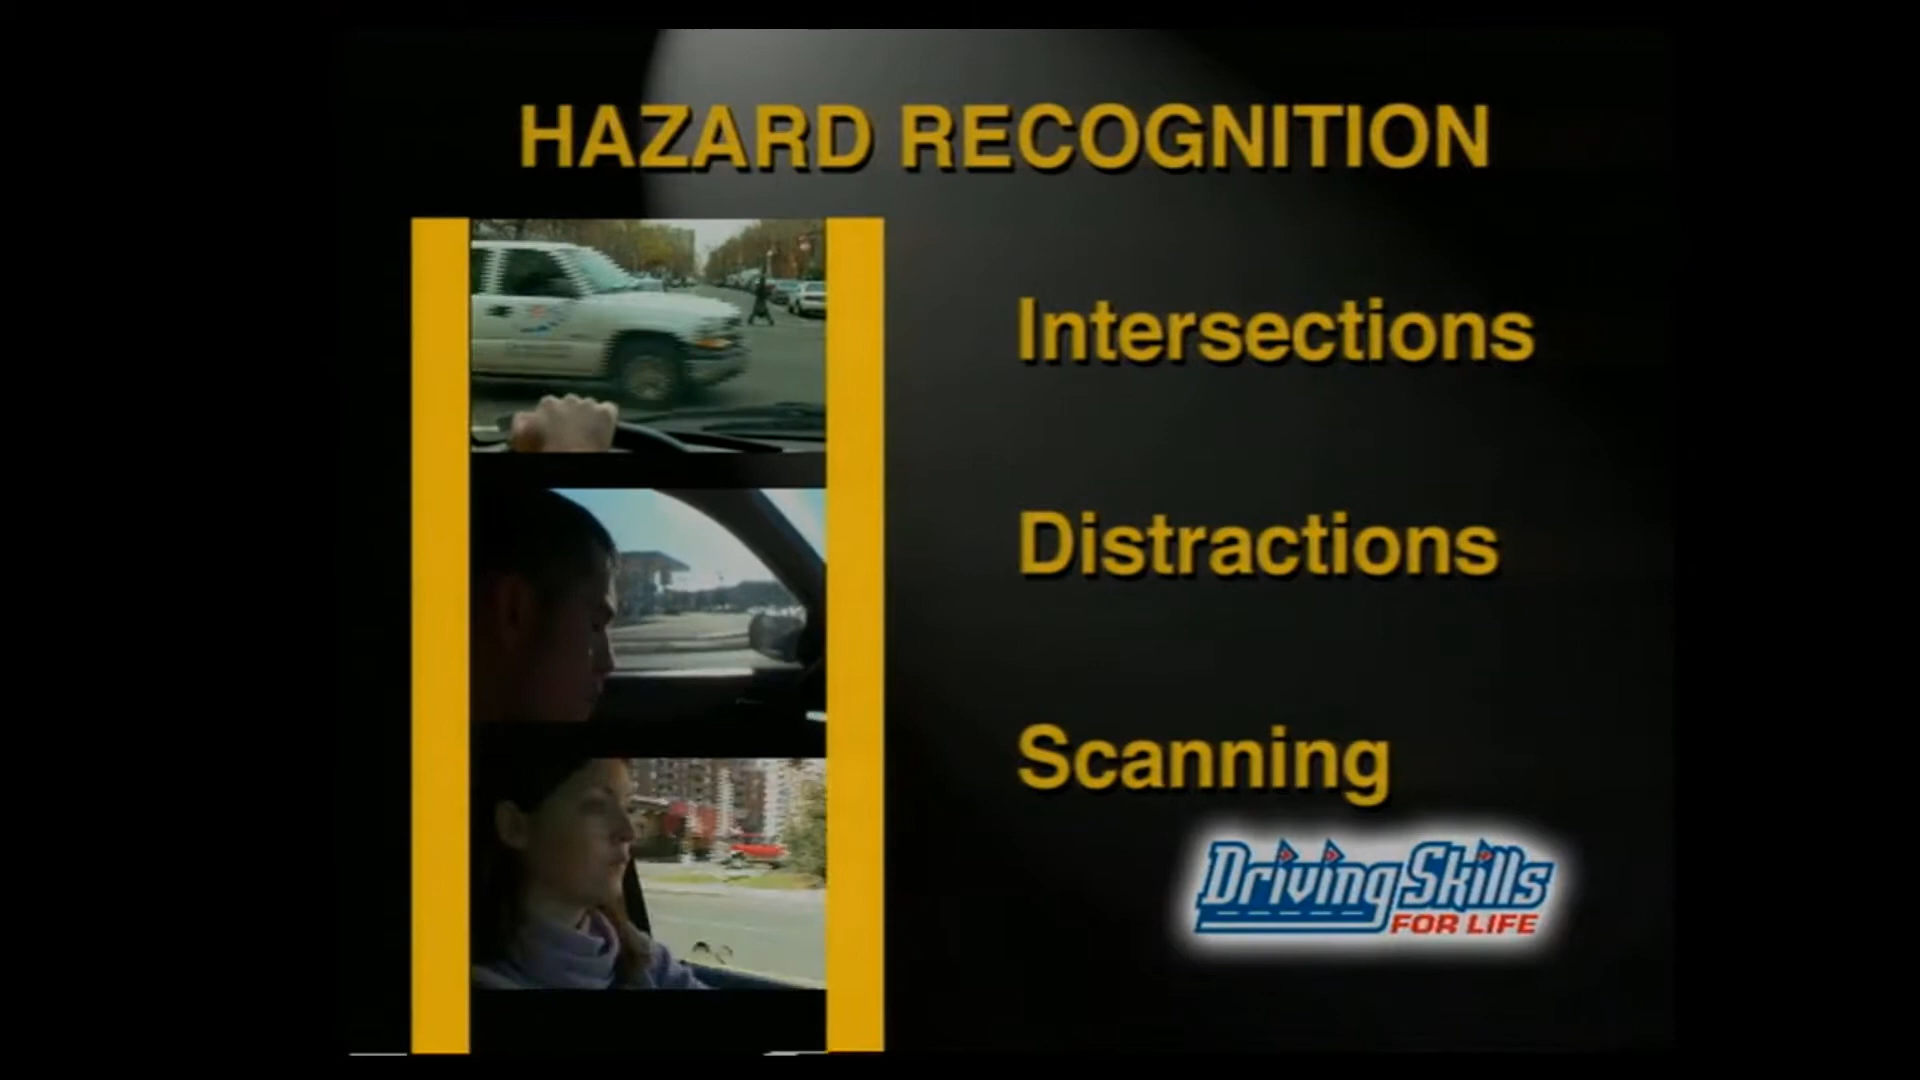 HAZARD RECOGNITION
Intersections
Distractions
Scanning
Driving Skills
FOR LIFE